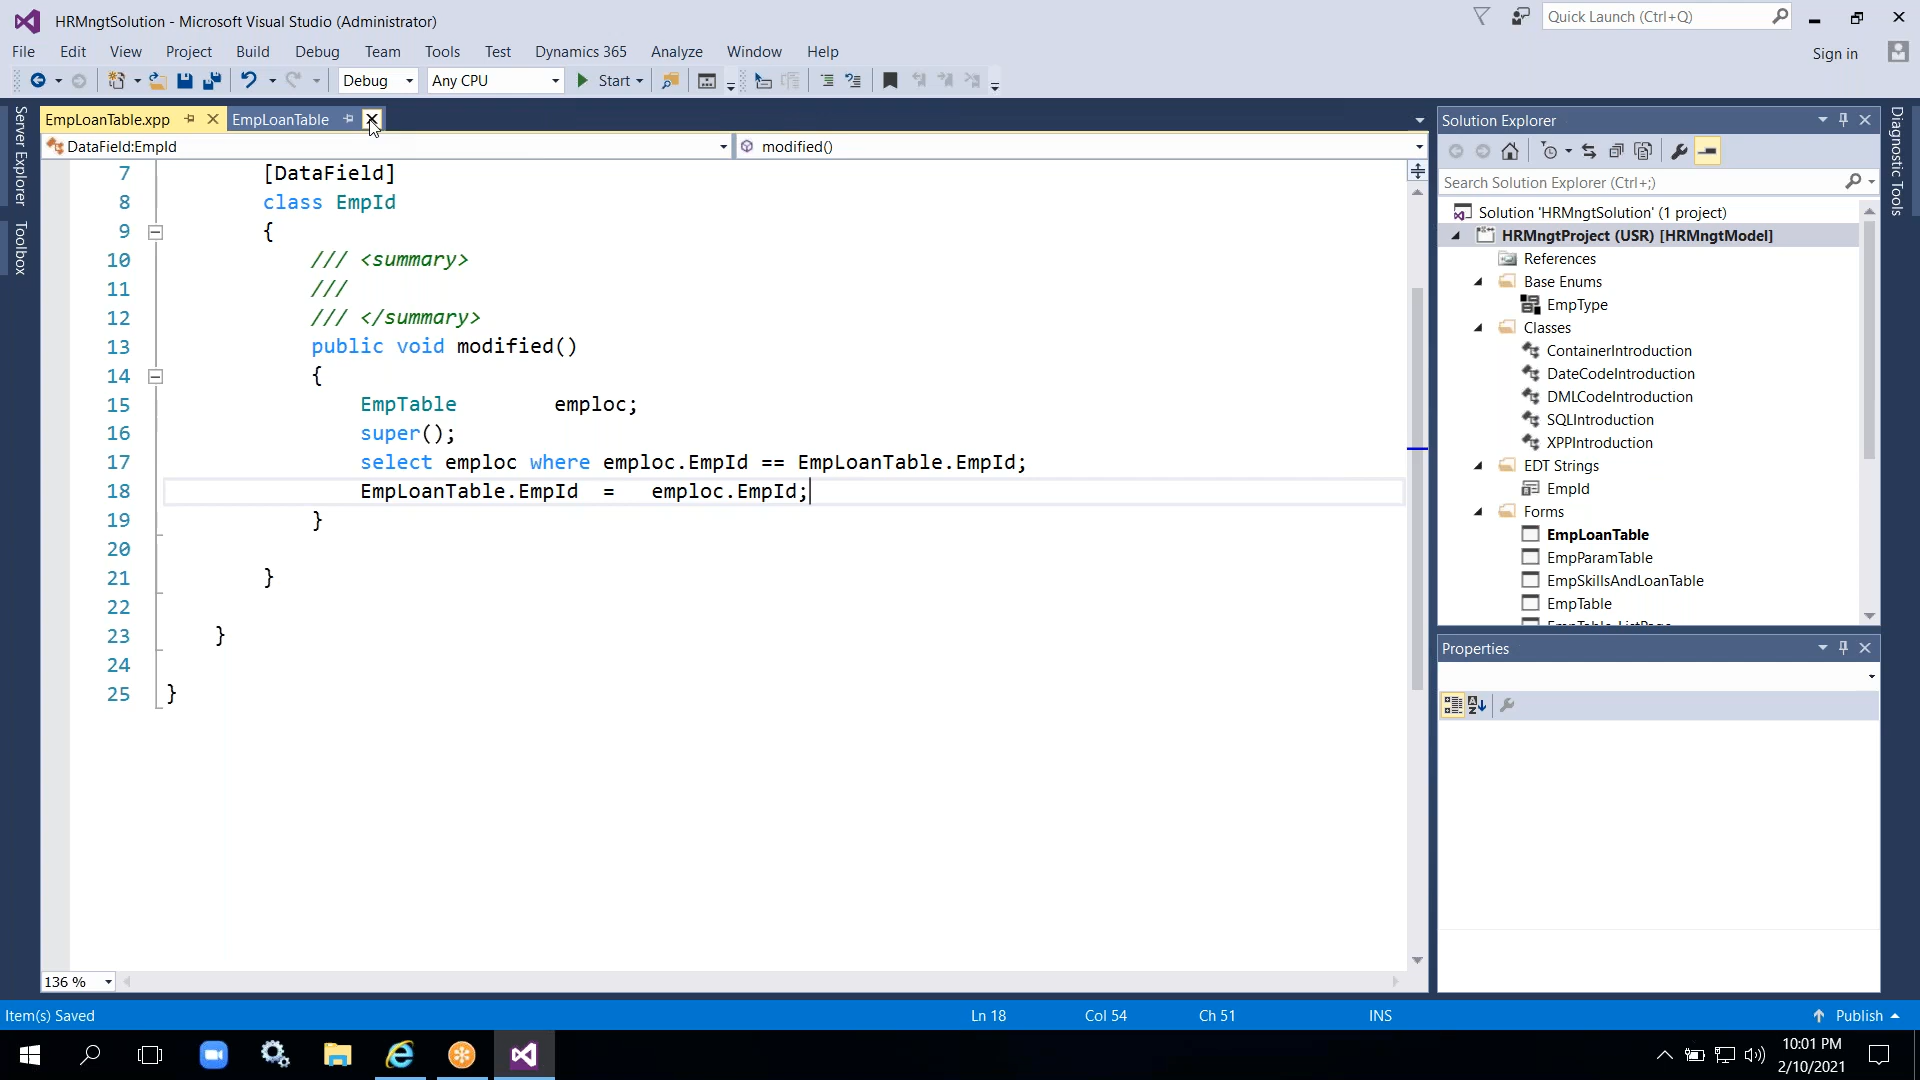 HRMngtSolution - Microsoft Visual Studio (Administrator)
Quick Launch (Ctrl+Q)
File Edit View Project Build Debug Team Tools Test Dynamics 365 Analyze Window Help
Sign in
Debug Any CPU Start
EmpLoanTable.xpp EmpLoanTable
DataField:EmpId modified()
Server Explorer
Toolbox
7 [DataField]
8 class EmpId
9 {
10 /// <summary>
11 ///
12 /// </summary>
13 public void modified()
14 {
15 EmpTable emploc;
16 super();
17 select emploc where emploc.EmpId == EmpLoanTable.EmpId;
18 EmpLoanTable.EmpId = emploc.EmpId;
19 }
20
21 }
22
23 }
24
25 }
136 %
Solution Explorer
Search Solution Explorer (Ctrl+;)
Solution 'HRMngtSolution' (1 project)
HRMngtProject (USR) [HRMngtModel]
References
Base Enums
EmpType
Classes
ContainerIntroduction
DateCodeIntroduction
DMLCodeIntroduction
SQLIntroduction
XPPIntroduction
EDT Strings
EmpId
Forms
EmpLoanTable
EmpParamTable
EmpSkillsAndLoanTable
EmpTable
Properties
Diagnostic Tools
Item(s) Saved Ln 18 Col 54 Ch 51 INS Publish
10:01 PM
2/10/2021